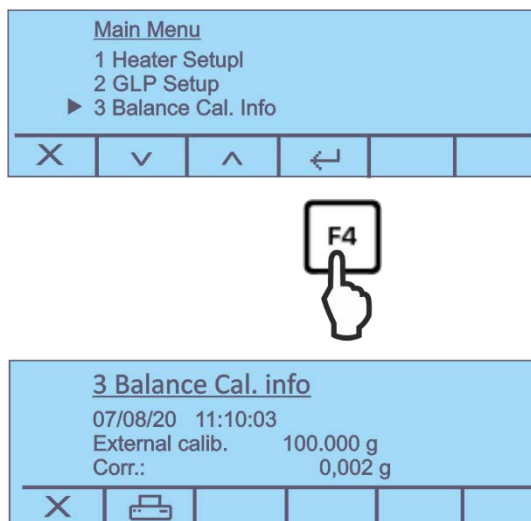 Main Menu
1 Heater Setupl
2 GLP Setup
3 Balance Cal. Info
F4
3 Balance Cal. info
07/08/20 11:10:03
External calib. 100.000 g
Corr.: 0,002 g